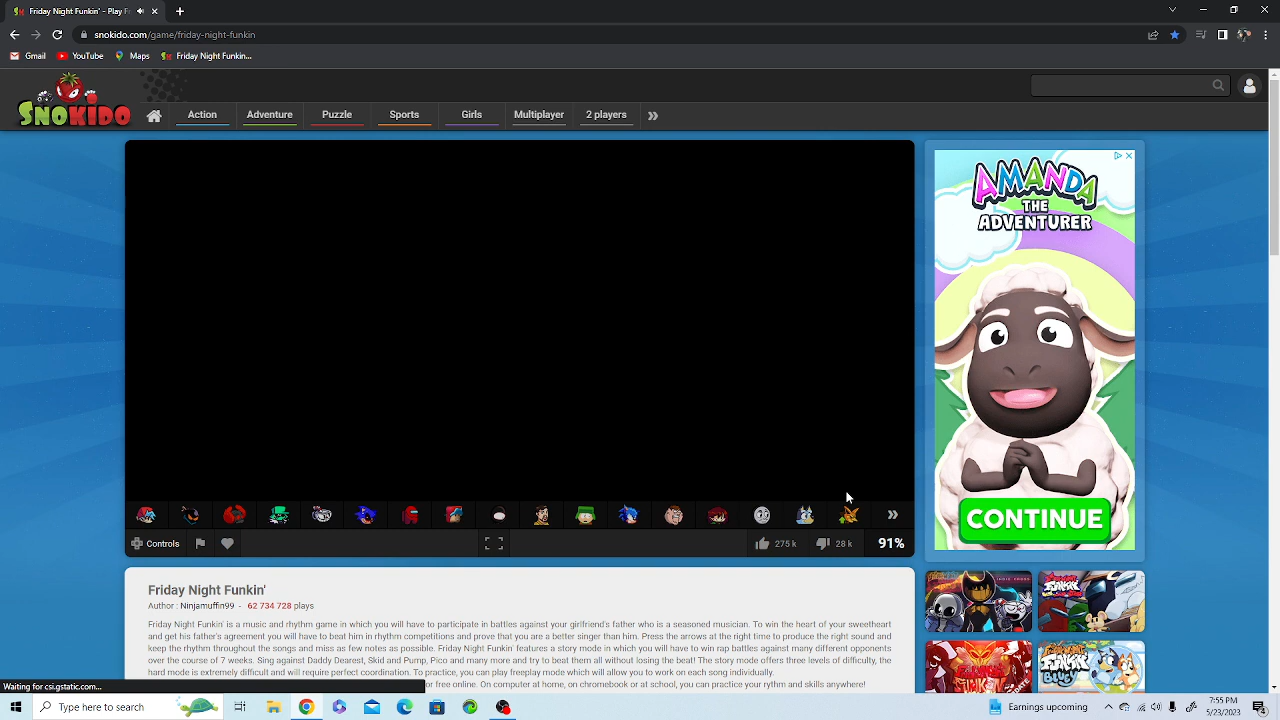 Friday Night Funkin' - Play F
snokido.com/game/friday-night-funkin
Gmail
YouTube
Maps
Friday Night Funkin...
SNOKIDO
Action
Adventure
Puzzle
Sports
Girls
Multiplayer
2 players
AMANDA
THE
ADVENTURER
CONTINUE
Controls
275 k
28 k
91%
Friday Night Funkin'
Author : Ninjamuffin99 - 62 734 728 plays
Friday Night Funkin' is a music and rhythm game in which you will have to participate in battles against your girlfriend's father who is a seasoned musician. To win the heart of your sweetheart
and get his father's agreement you will have to beat him in rhythm competitions and prove that you are a better singer than him. Press the arrows at the right time to produce the right sound and
keep the rhythm throughout the songs and miss as few notes as possible. Friday Night Funkin' features a story mode in which you will have to win rap battles against many different opponents
over the course of 7 weeks. Sing against Daddy Dearest, Skid and Pump, Pico and many more and try to beat them all without losing the beat! The story mode offers three levels of difficulty, the
hard mode is extremely difficult and will require perfect coordination. To practice, you can play freeplay mode which will allow you to work on each song individually.
or free online. On computer at home, on chromebook or at school, you can practice your rythm and skills anywhere!
Waiting for csi.gstatic.com...
Type here to search
Earnings upcoming
7:55 PM
5/23/2023